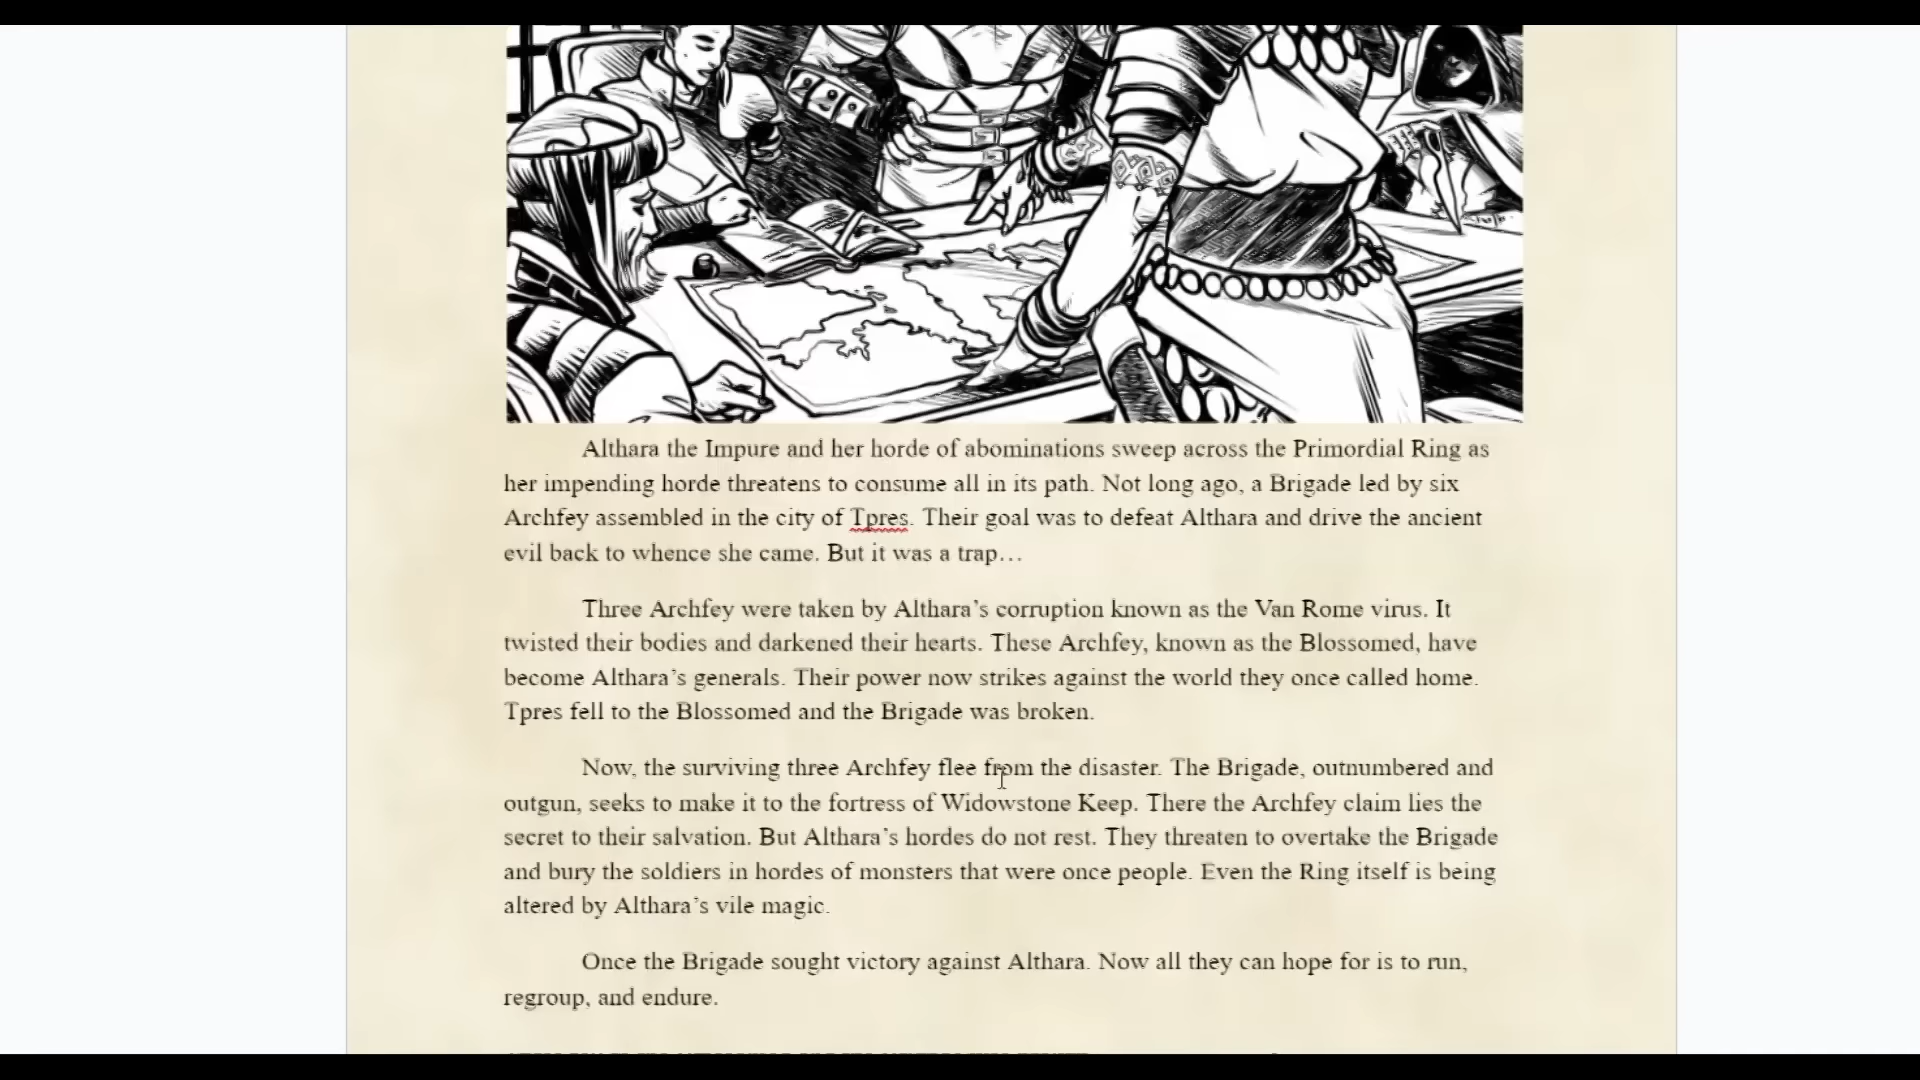 Althara the Impure and her horde of abominations sweep across the Primordial Ring as
her impending horde threatens to consume all in its path. Not long ago, a Brigade led by six
Archfey assembled in the city of Tpres. Their goal was to defeat Althara and drive the ancient
evil back to whence she came. But it was a trap…
Three Archfey were taken by Althara’s corruption known as the Van Rome virus. It
twisted their bodies and darkened their hearts. These Archfey, known as the Blossomed, have
become Althara’s generals. Their power now strikes against the world they once called home.
Tpres fell to the Blossomed and the Brigade was broken.
Now, the surviving three Archfey flee from the disaster. The Brigade, outnumbered and
outgun, seeks to make it to the fortress of Widowstone Keep. There the Archfey claim lies the
secret to their salvation. But Althara’s hordes do not rest. They threaten to overtake the Brigade
and bury the soldiers in hordes of monsters that were once people. Even the Ring itself is being
altered by Althara’s vile magic.
Once the Brigade sought victory against Althara. Now all they can hope for is to run,
regroup, and endure.